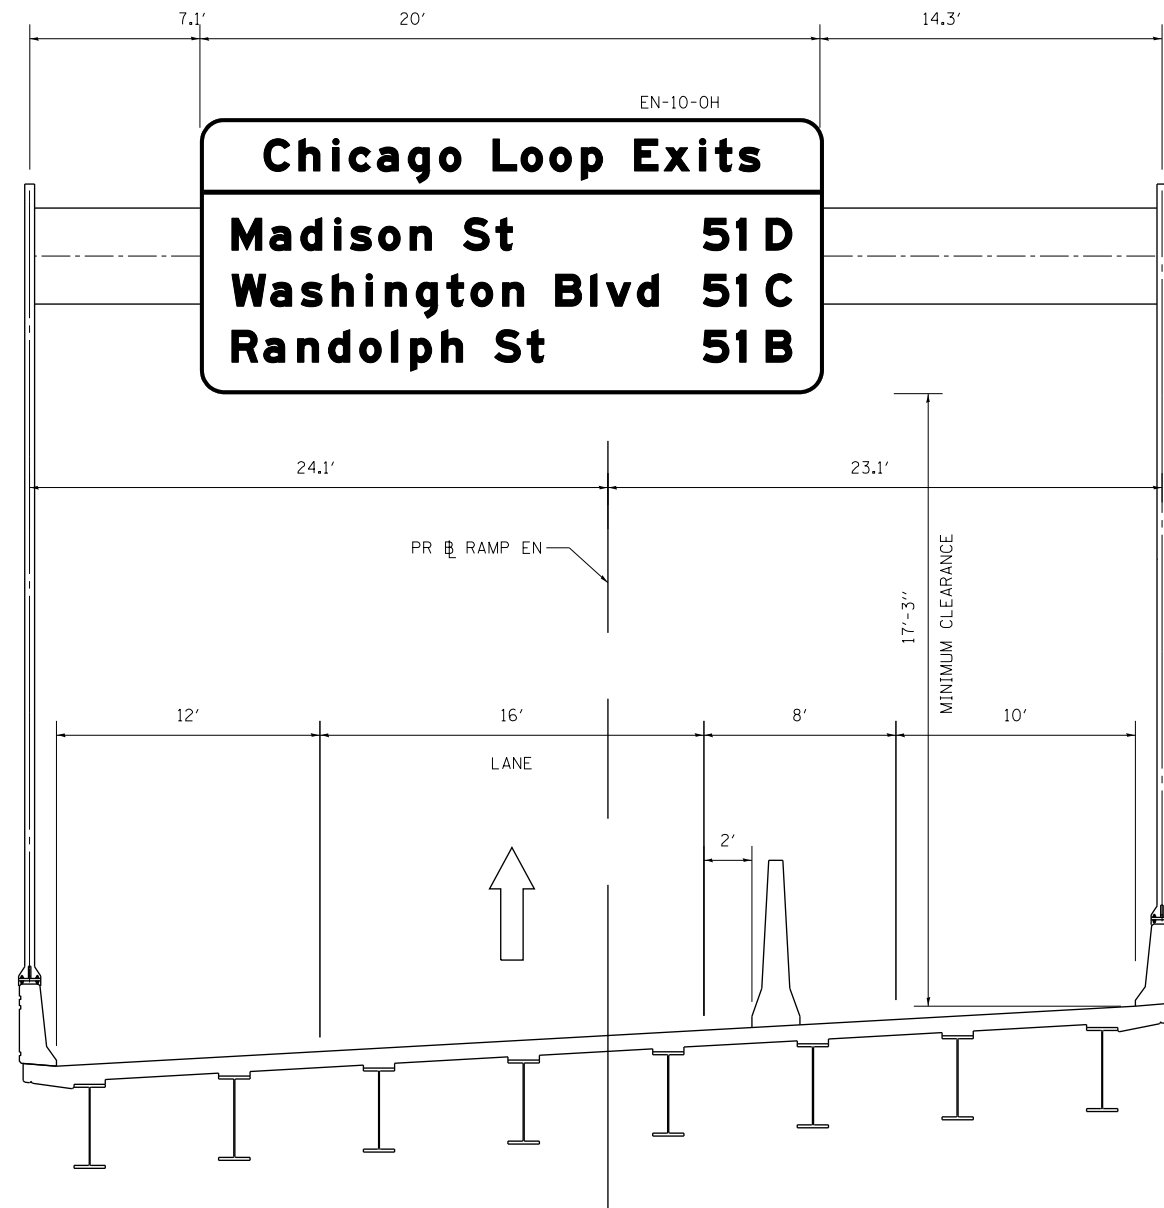 7.1' 20' 14.3'
EN-10-OH
Chicago Loop Exits
Madison St 51 D
Washington Blvd 51 C
Randolph St 51 B
24.1' 23.1'
PR ⅊ RAMP EN
17'-3"
MINIMUM CLEARANCE
12' 16' 8' 10'
LANE
2'